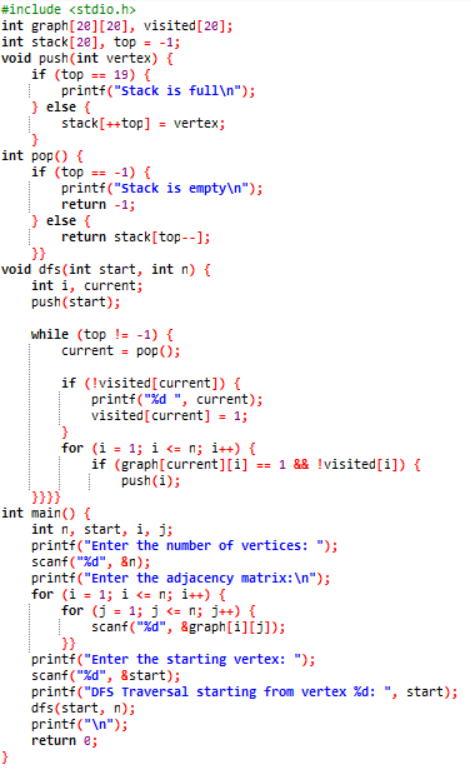 #include <stdio.h>
int graph[20][20], visited[20];
int stack[20], top = -1;
void push(int vertex) {
    if (top == 19) {
        printf("Stack is full\n");
    } else {
        stack[++top] = vertex;
    }
int pop() {
    if (top == -1) {
        printf("Stack is empty\n");
        return -1;
    } else {
        return stack[top--];
    }}
void dfs(int start, int n) {
    int i, current;
    push(start);

    while (top != -1) {
        current = pop();

        if (!visited[current]) {
            printf("%d ", current);
            visited[current] = 1;
        }
        for (i = 1; i <= n; i++) {
            if (graph[current][i] == 1 && !visited[i]) {
                push(i);
    }}}}
int main() {
    int n, start, i, j;
    printf("Enter the number of vertices: ");
    scanf("%d", &n);
    printf("Enter the adjacency matrix:\n");
    for (i = 1; i <= n; i++) {
        for (j = 1; j <= n; j++) {
            scanf("%d", &graph[i][j]);
        }}
    printf("Enter the starting vertex: ");
    scanf("%d", &start);
    printf("DFS Traversal starting from vertex %d: ", start);
    dfs(start, n);
    printf("\n");
    return 0;
}